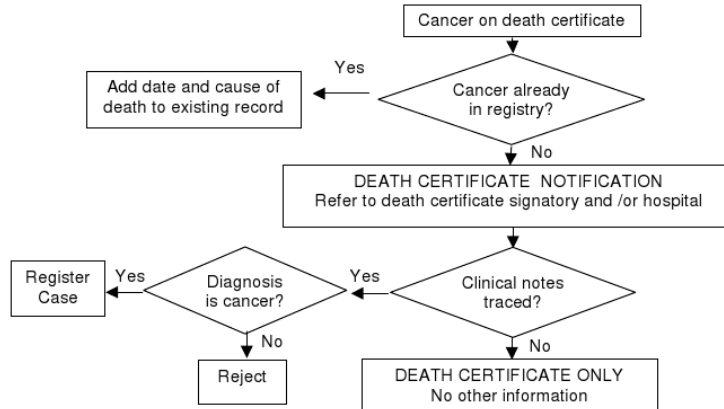 Cancer on death certificate
Yes
Add date and cause of
death to existing record
Cancer already
in registry?
No
DEATH CERTIFICATE NOTIFICATION
Refer to death certificate signatory and /or hospital
Register
Case
Yes
Diagnosis
is cancer?
Yes
Clinical notes
traced?
No
Reject
No
DEATH CERTIFICATE ONLY
No other information